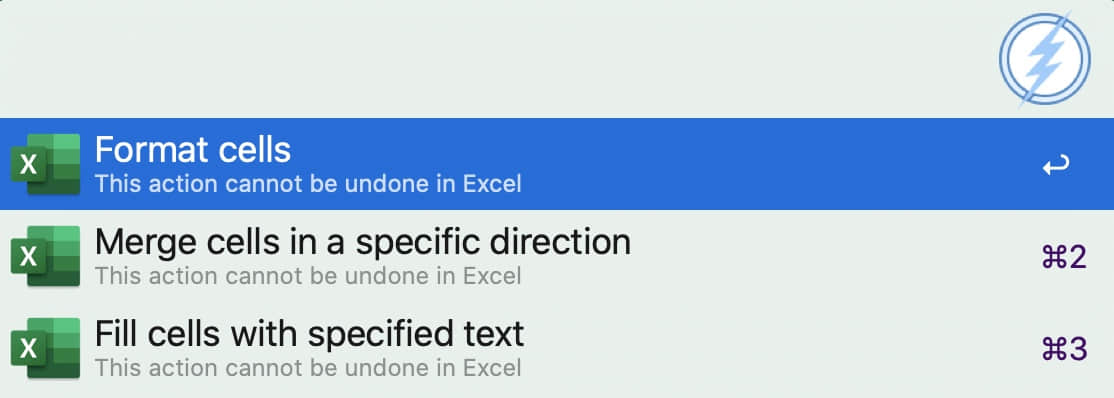 X
Format cells
This action cannot be undone in Excel
↩
X
Merge cells in a specific direction
This action cannot be undone in Excel
⌘2
X
Fill cells with specified text
This action cannot be undone in Excel
⌘3